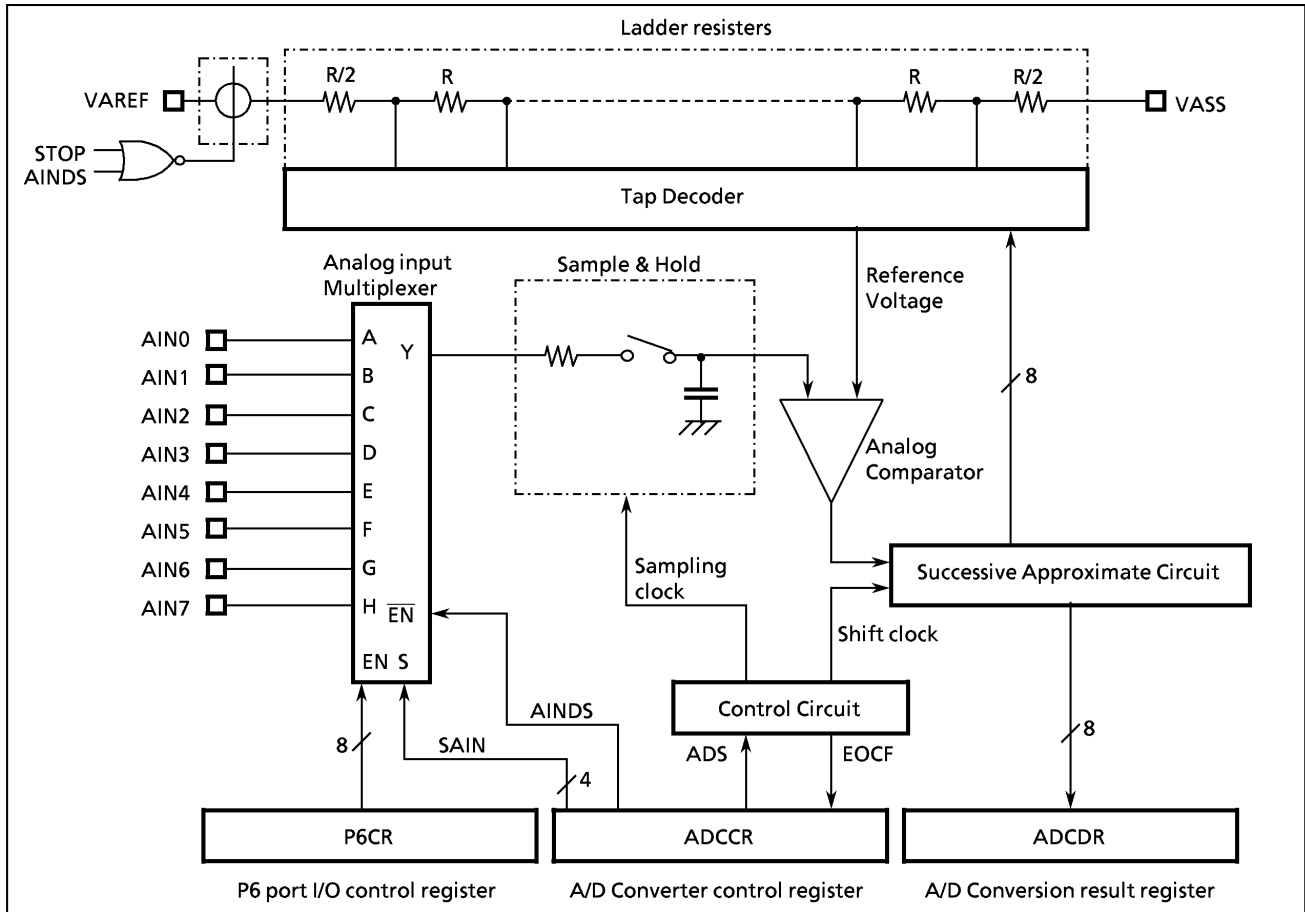 Ladder resisters
R/2
R
R
R/2
VAREF
VASS
STOP
AINDS
Tap Decoder
Analog input
Multiplexer
Sample & Hold
Reference
Voltage
AIN0
A
Y
AIN1
B
8
AIN2
C
AIN3
D
Analog
Comparator
AIN4
E
AIN5
F
AIN6
G
Sampling
clock
Successive Approximate Circuit
AIN7
H
EN
Shift clock
EN S
AINDS
Control Circuit
8
SAIN
ADS
EOCF
8
4
P6CR
ADCCR
ADCDR
P6 port I/O control register
A/D Converter control register
A/D Conversion result register